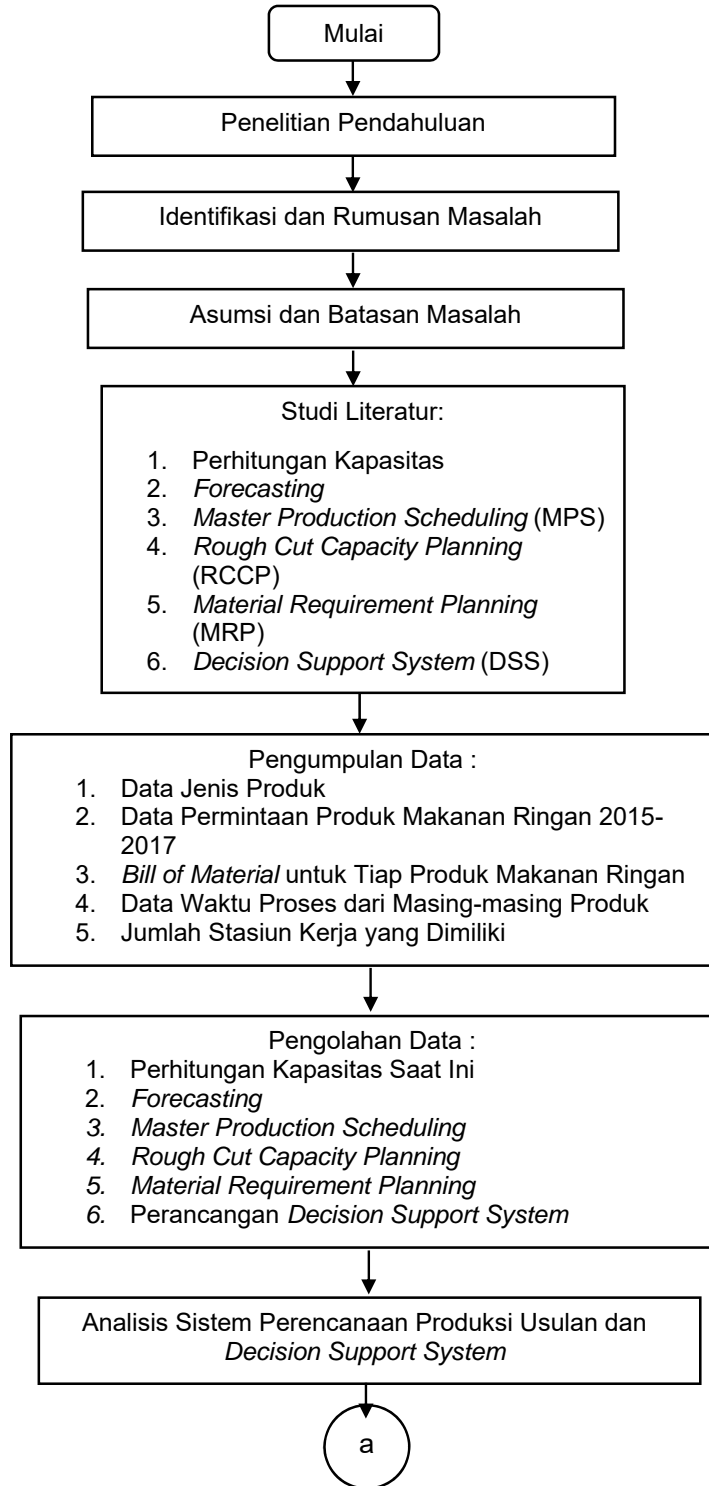 Mulai
Penelitian Pendahuluan
Identifikasi dan Rumusan Masalah
Asumsi dan Batasan Masalah
Studi Literatur:
1. Perhitungan Kapasitas
2. Forecasting
3. Master Production Scheduling (MPS)
4. Rough Cut Capacity Planning
(RCCP)
5. Material Requirement Planning
(MRP)
6. Decision Support System (DSS)
Pengumpulan Data :
1. Data Jenis Produk
2. Data Permintaan Produk Makanan Ringan 2015-
2017
3. Bill of Material untuk Tiap Produk Makanan Ringan
4. Data Waktu Proses dari Masing-masing Produk
5. Jumlah Stasiun Kerja yang Dimiliki
Pengolahan Data :
1. Perhitungan Kapasitas Saat Ini
2. Forecasting
3. Master Production Scheduling
4. Rough Cut Capacity Planning
5. Material Requirement Planning
6. Perancangan Decision Support System
Analisis Sistem Perencanaan Produksi Usulan dan
Decision Support System
a